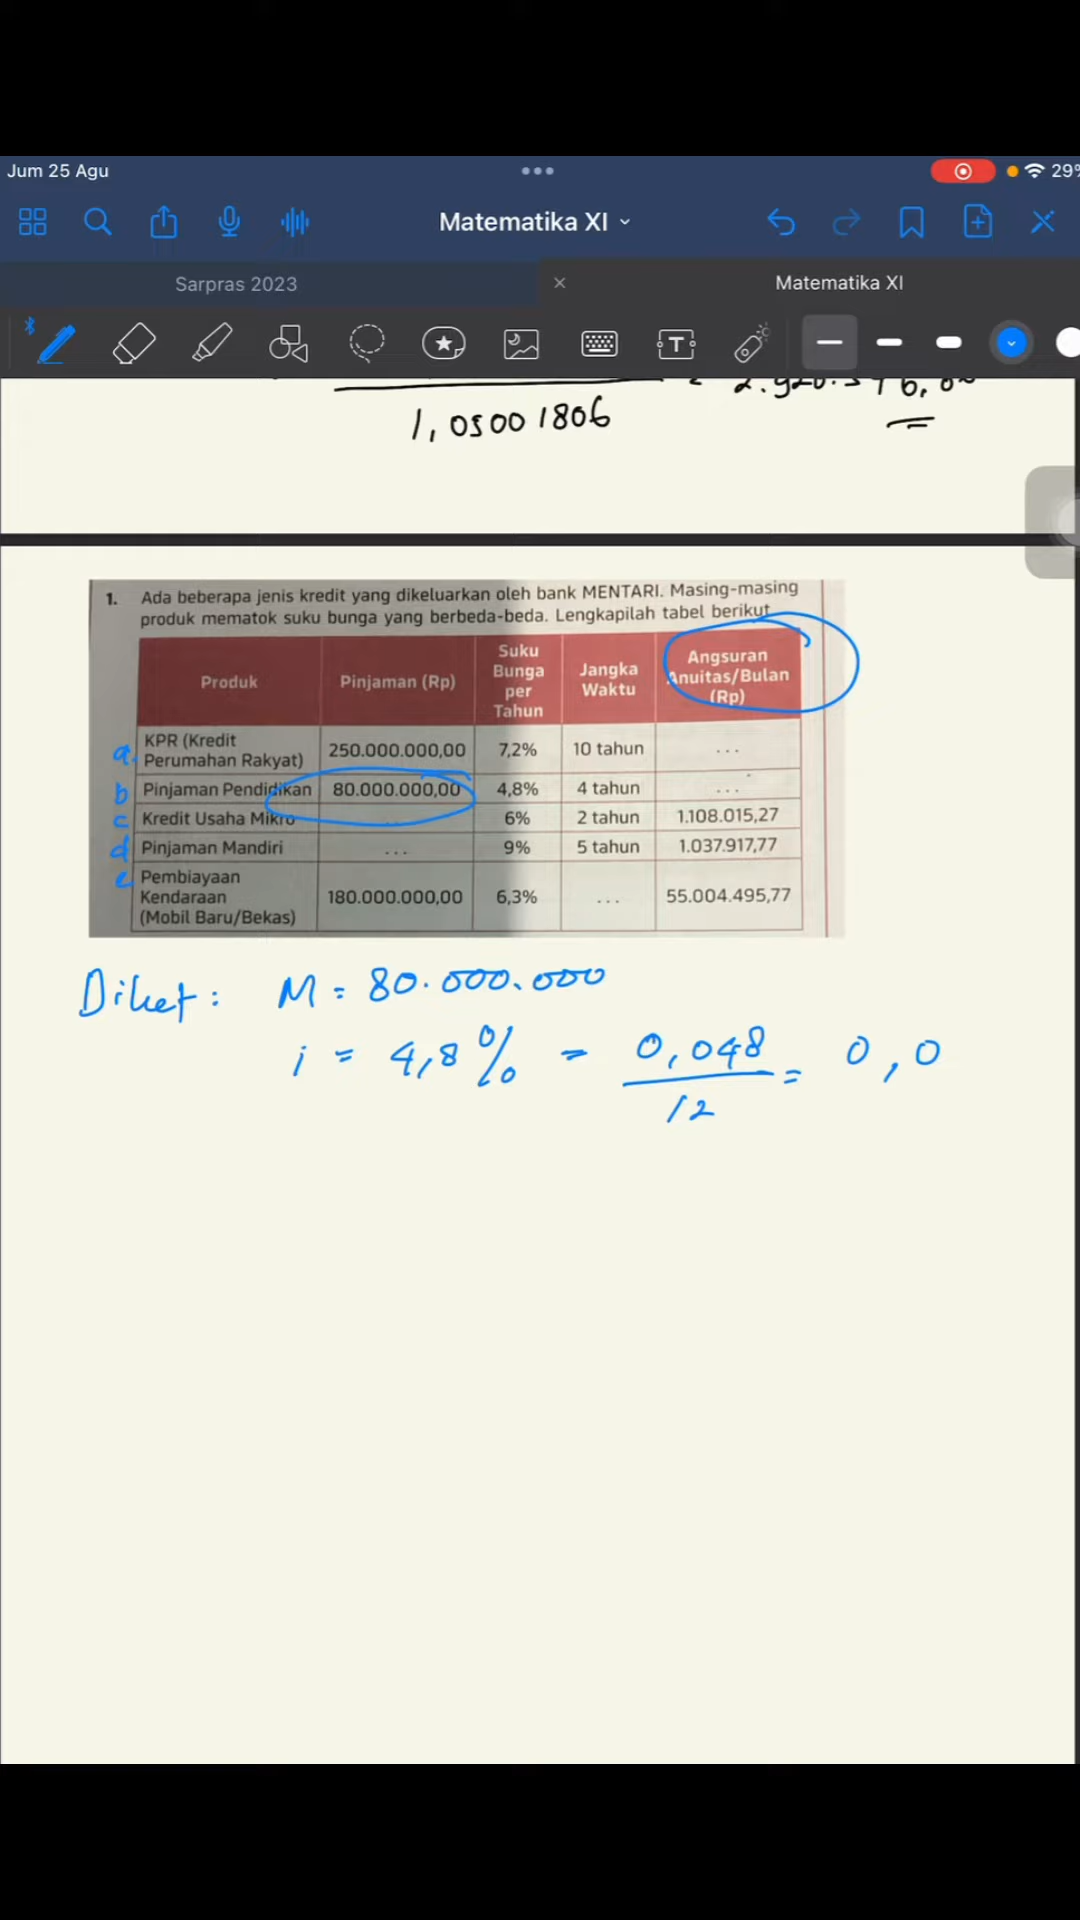 Jum 25 Agu
29%
Matematika XI
Sarpras 2023
Matematika XI
1,05001806
1. Ada beberapa jenis kredit yang dikeluarkan oleh bank MENTARI. Masing-masing
produk mematok suku bunga yang berbeda-beda. Lengkapilah tabel berikut
Produk Pinjaman (Rp) Suku Bunga per Tahun Jangka Waktu Angsuran Anuitas/Bulan (Rp)
a. KPR (Kredit Perumahan Rakyat) 250.000.000,00 7,2% 10 tahun ...
b Pinjaman Pendidikan 80.000.000,00 4,8% 4 tahun ...
c Kredit Usaha Mikro ... 6% 2 tahun 1.108.015,27
d Pinjaman Mandiri ... 9% 5 tahun 1.037.917,77
e Pembiayaan Kendaraan (Mobil Baru/Bekas) 180.000.000,00 6,3% ... 55.004.495,77
Diket : M = 80.000.000
i = 4,8% = 0,048 = 0,0
12